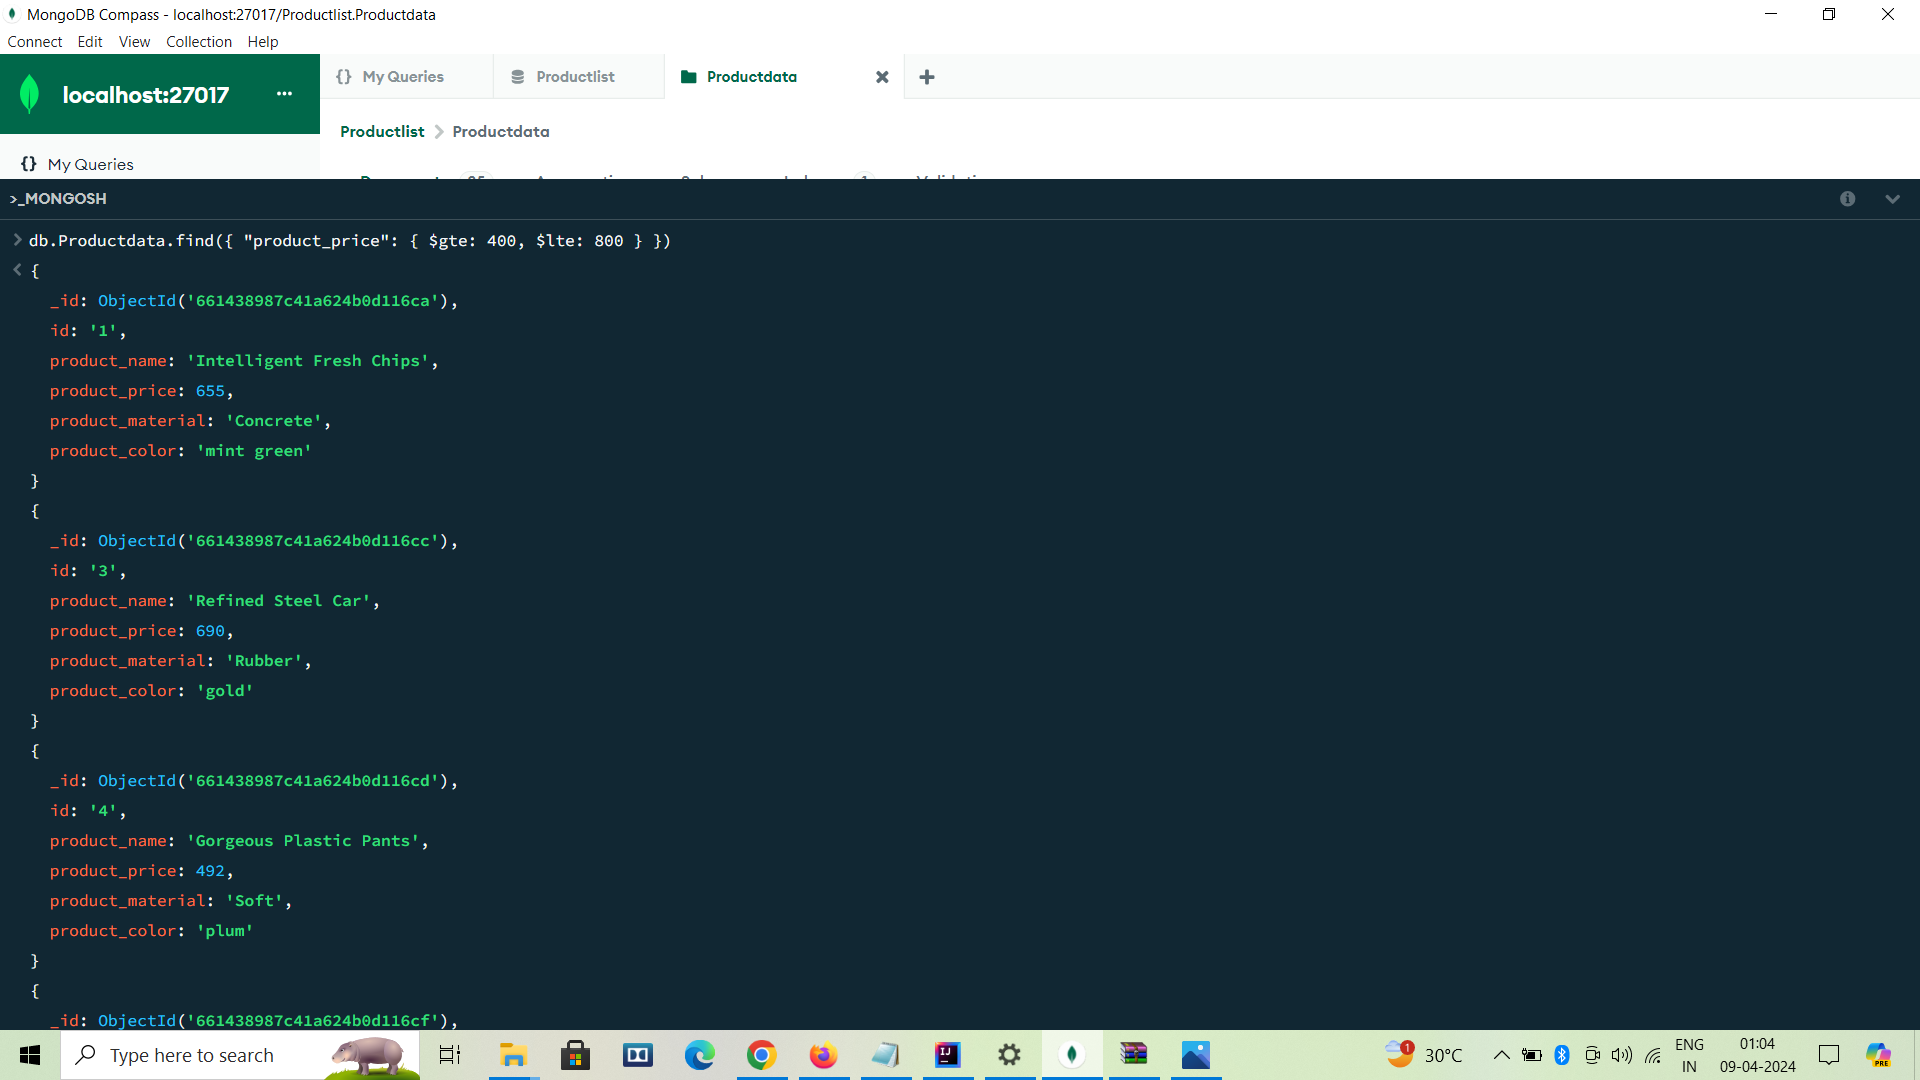 MongoDB Compass - localhost:27017/Productlist.Productdata
Connect Edit View Collection Help
localhost:27017 ...
{} My Queries Productlist Productdata
Productlist > Productdata
{} My Queries
>_MONGOSH
> db.Productdata.find({ "product_price": { $gte: 400, $lte: 800 } })
< {
_id: ObjectId('661438987c41a624b0d116ca'),
id: '1',
product_name: 'Intelligent Fresh Chips',
product_price: 655,
product_material: 'Concrete',
product_color: 'mint green'
}
{
_id: ObjectId('661438987c41a624b0d116cc'),
id: '3',
product_name: 'Refined Steel Car',
product_price: 690,
product_material: 'Rubber',
product_color: 'gold'
}
{
_id: ObjectId('661438987c41a624b0d116cd'),
id: '4',
product_name: 'Gorgeous Plastic Pants',
product_price: 492,
product_material: 'Soft',
product_color: 'plum'
}
{
_id: ObjectId('661438987c41a624b0d116cf'),
Type here to search
IJ
1
30°C
ENG
IN
01:04
09-04-2024
PRE